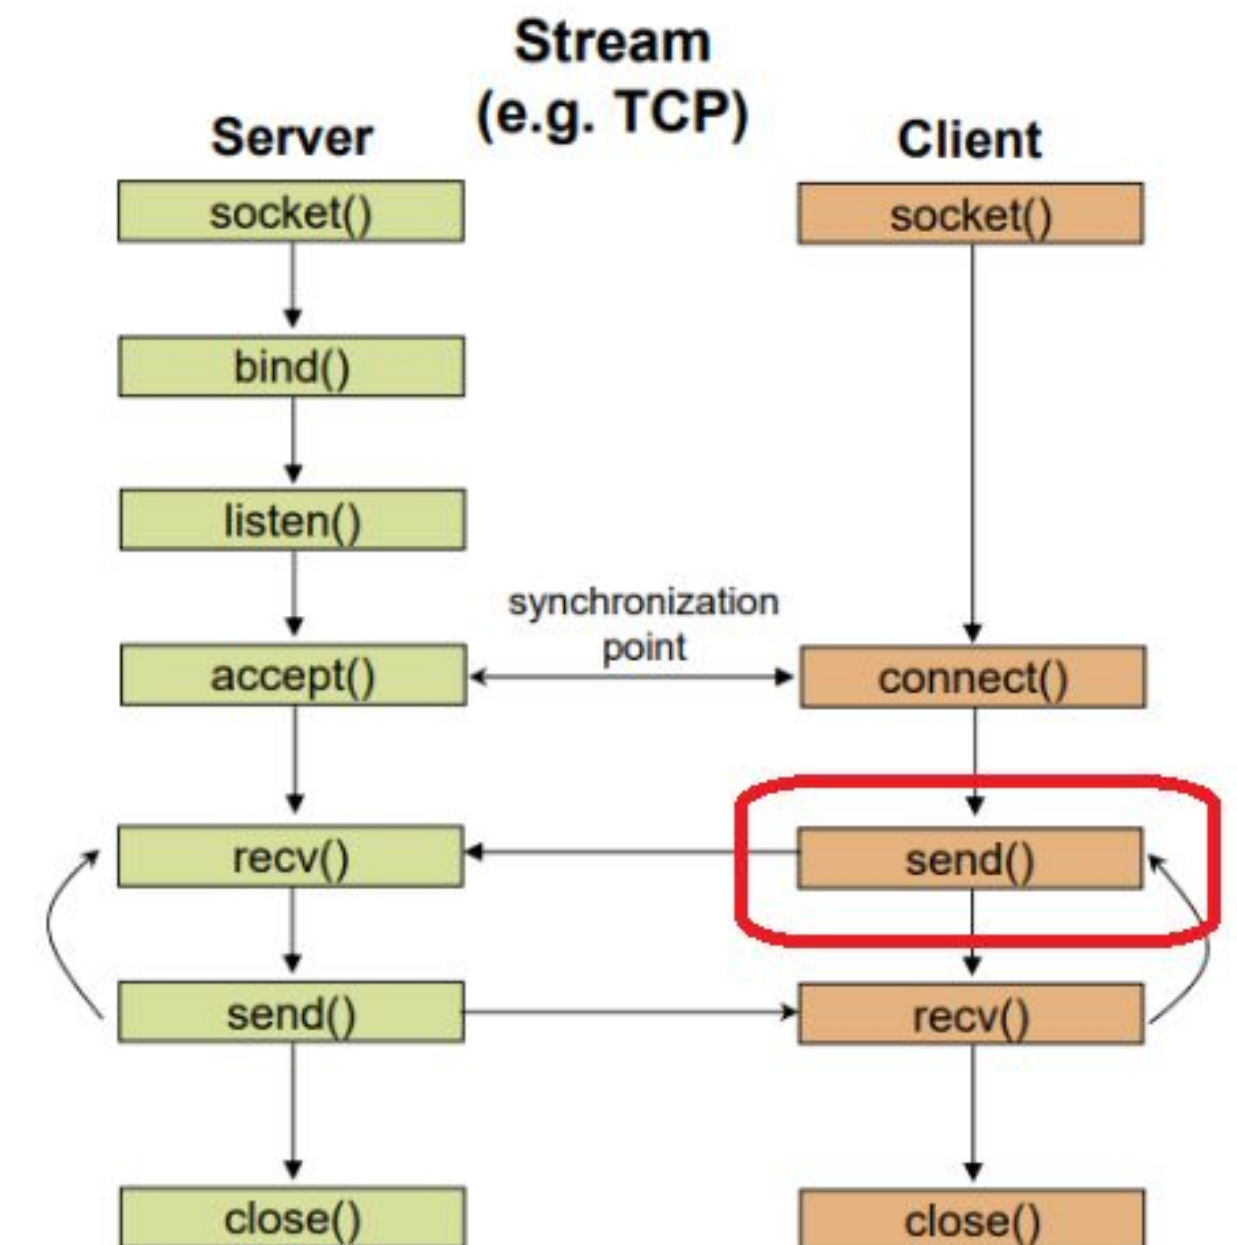 Stream
(e.g. TCP)
Server
Client
socket()
socket()
bind()
listen()
synchronization
point
accept()
connect()
recv()
send()
send()
recv()
close()
close()